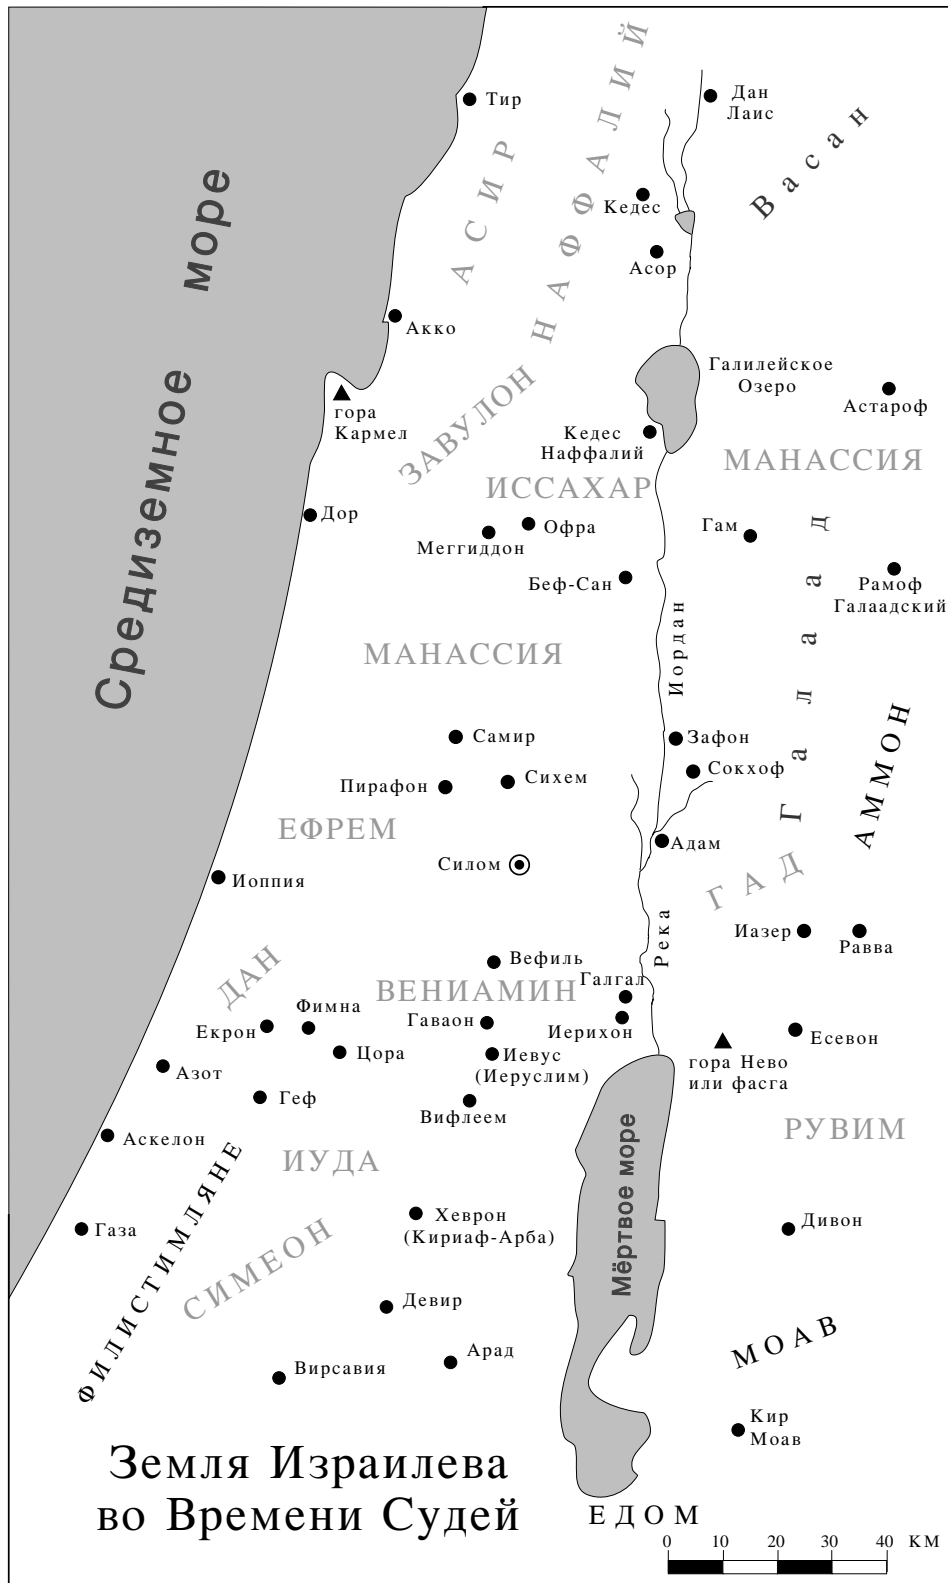 НАФФАЛИЙ
Тир
Дан
Лаис
Васан
АСИР
Средиземное море
Кедес
Асор
Акко
Галилейское
Озеро
Астароф
гора
Кармел
ЗАВУЛОН
Кедес
Наффалий
МАНАССИЯ
ИССАХАР
Дор
Офра
Меггиддон
Гам
Беф-Сан
Рамоф
Галаадский
Галаад
МАНАССИЯ
Река Иордан
Самир
Зафон
Сокхоф
Пирафон
Сихем
АММОН
ЕФРЕМ
Адам
Силом
ГАД
Иоппия
Иазер
Равва
Вефиль
ДАН
Галгал
ВЕНИАМИН
Фимна
Екрон
Гаваон
Иерихон
Есевон
Цора
Иевус
(Иеруслим)
гора Нево
или фасга
Азот
Геф
Вифлеем
Аскелон
РУВИМ
ИУДА
Мёртвое море
Газа
ФИЛИСТИМЛЯНЕ
Хеврон
(Кириаф-Арба)
Дивон
СИМЕОН
Девир
МОАВ
Арад
Вирсавия
Кир
Моав
Земля Израилева
во Времени Судей
ЕДОМ
0 10 20 30 40 КМ